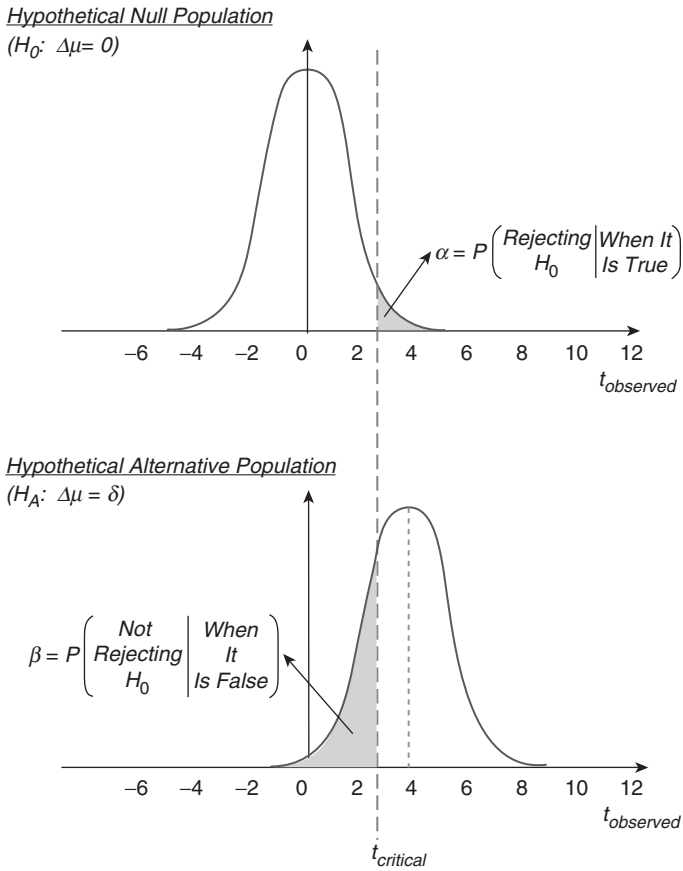 Hypothetical Null Population
(H0: Δμ= 0)
α = P ( Rejecting H0 | When It Is True )
−6 −4 −2 0 2 4 6 8 10 12
tobserved
Hypothetical Alternative Population
(HA: Δμ = δ)
β = P ( Not Rejecting H0 | When It Is False )
−6 −4 −2 0 2 4 6 8 10 12
tobserved
tcritical